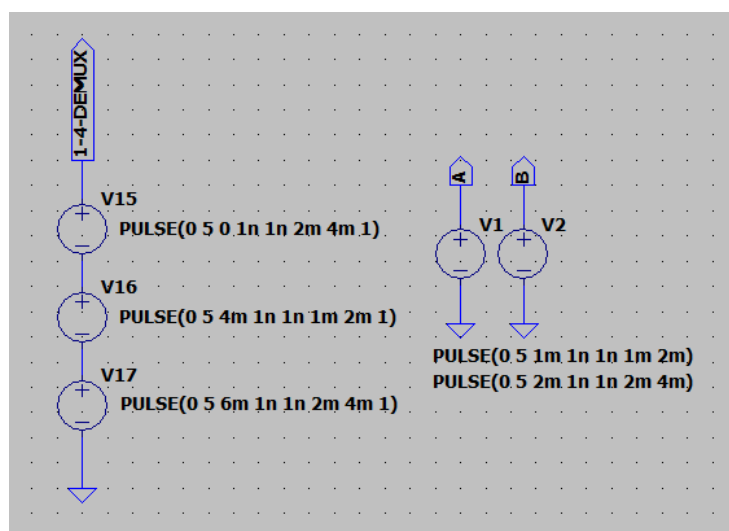 1-4-DEMUX
V15
PULSE(0 5 0 1n 1n 2m 4m 1)
V16
PULSE(0 5 4m 1n 1n 1m 2m 1)
V17
PULSE(0 5 6m 1n 1n 2m 4m 1)
A
B
V1
V2
PULSE(0 5 1m 1n 1n 1m 2m)
PULSE(0 5 2m 1n 1n 2m 4m)